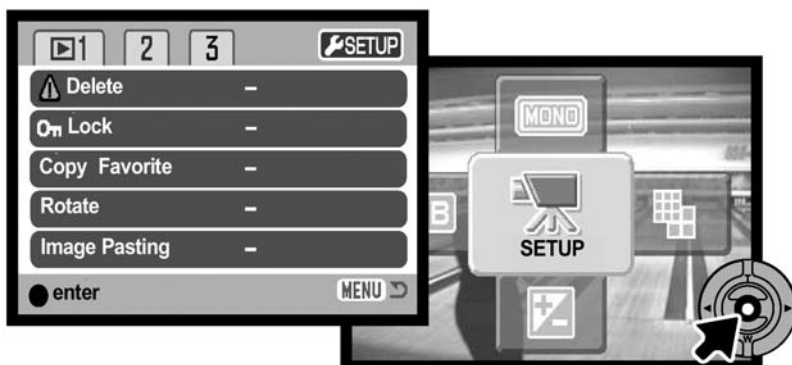 1 2 3 SETUP
Delete –
Lock –
Copy Favorite –
Rotate –
Image Pasting –
enter MENU
MONO
B
SETUP
W